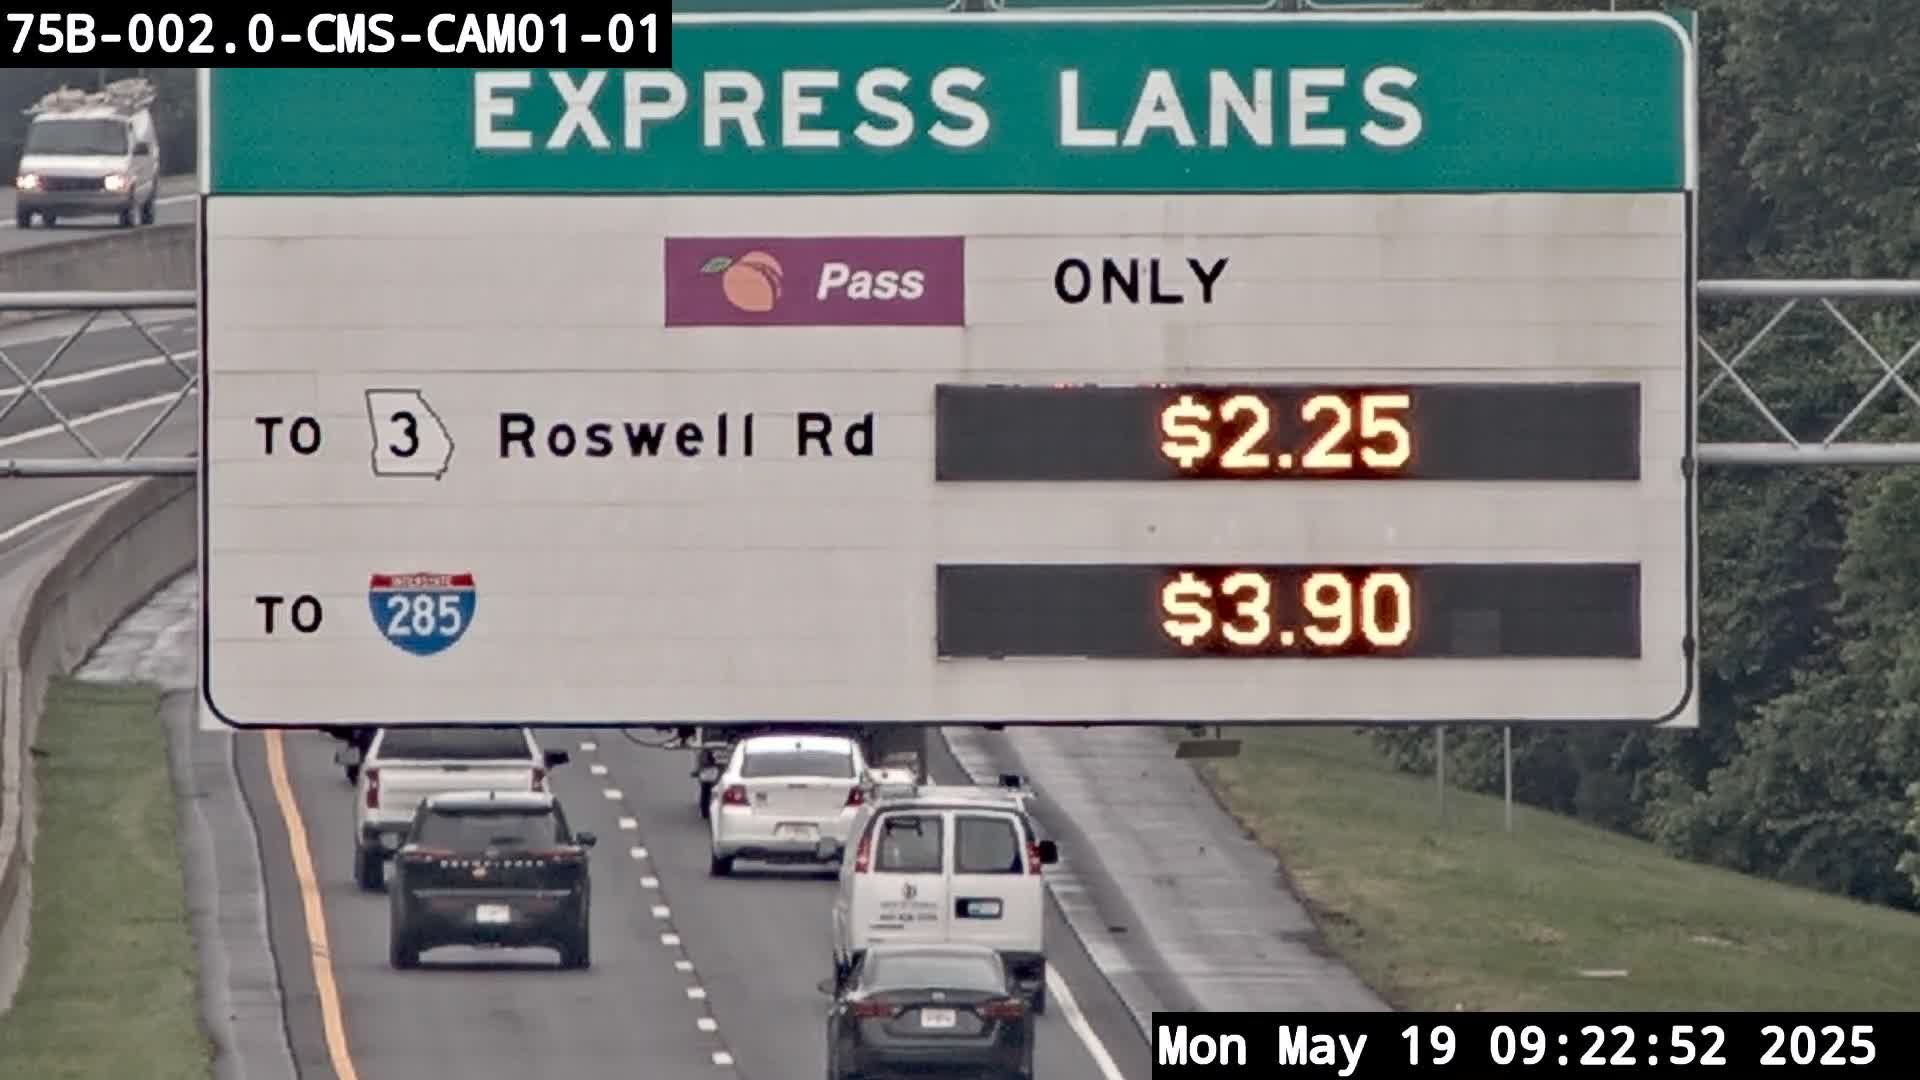 75B-002.0-CMS-CAM01-01
EXPRESS LANES
Pass ONLY
TO 3 Roswell Rd $2.25
INTERSTATE
TO 285 $3.90
Mon May 19 09:22:52 2025